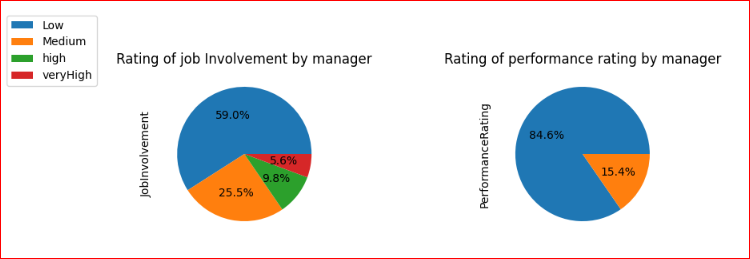 Low
Medium
high
veryHigh
Rating of job Involvement by manager
JobInvolvement
59.0%
25.5%
9.8%
5.6%
Rating of performance rating by manager
PerformanceRating
84.6%
15.4%